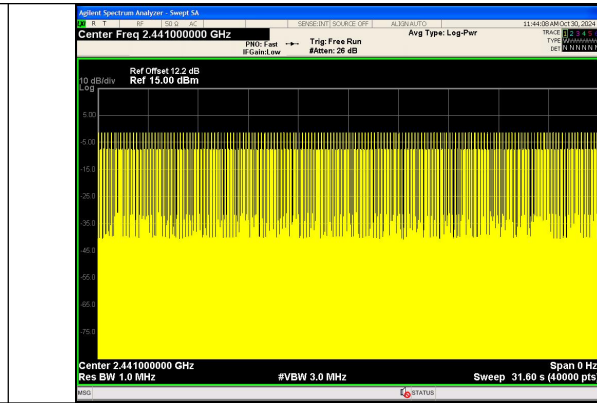 Agilent Spectrum Analyzer - Swept SA
R T RF 50 Ω AC SENSE:INT SOURCE OFF ALIGNAUTO 11:44:08 AM Oct 30, 2024
Center Freq 2.441000000 GHz Avg Type: Log-Pwr TRACE 1 2 3 4 5
PNO: Fast Trig: Free Run TYPE
IFGain:Low #Atten: 26 dB DET N N N N N
Ref Offset 12.2 dB
10 dB/div Ref 15.00 dBm
Log
5.00
-5.00
-15.0
-25.0
-35.0
-45.0
-55.0
-65.0
-75.0
Center 2.441000000 GHz Span 0 Hz
Res BW 1.0 MHz #VBW 3.0 MHz Sweep 31.60 s (40000 pts
MSG STATUS